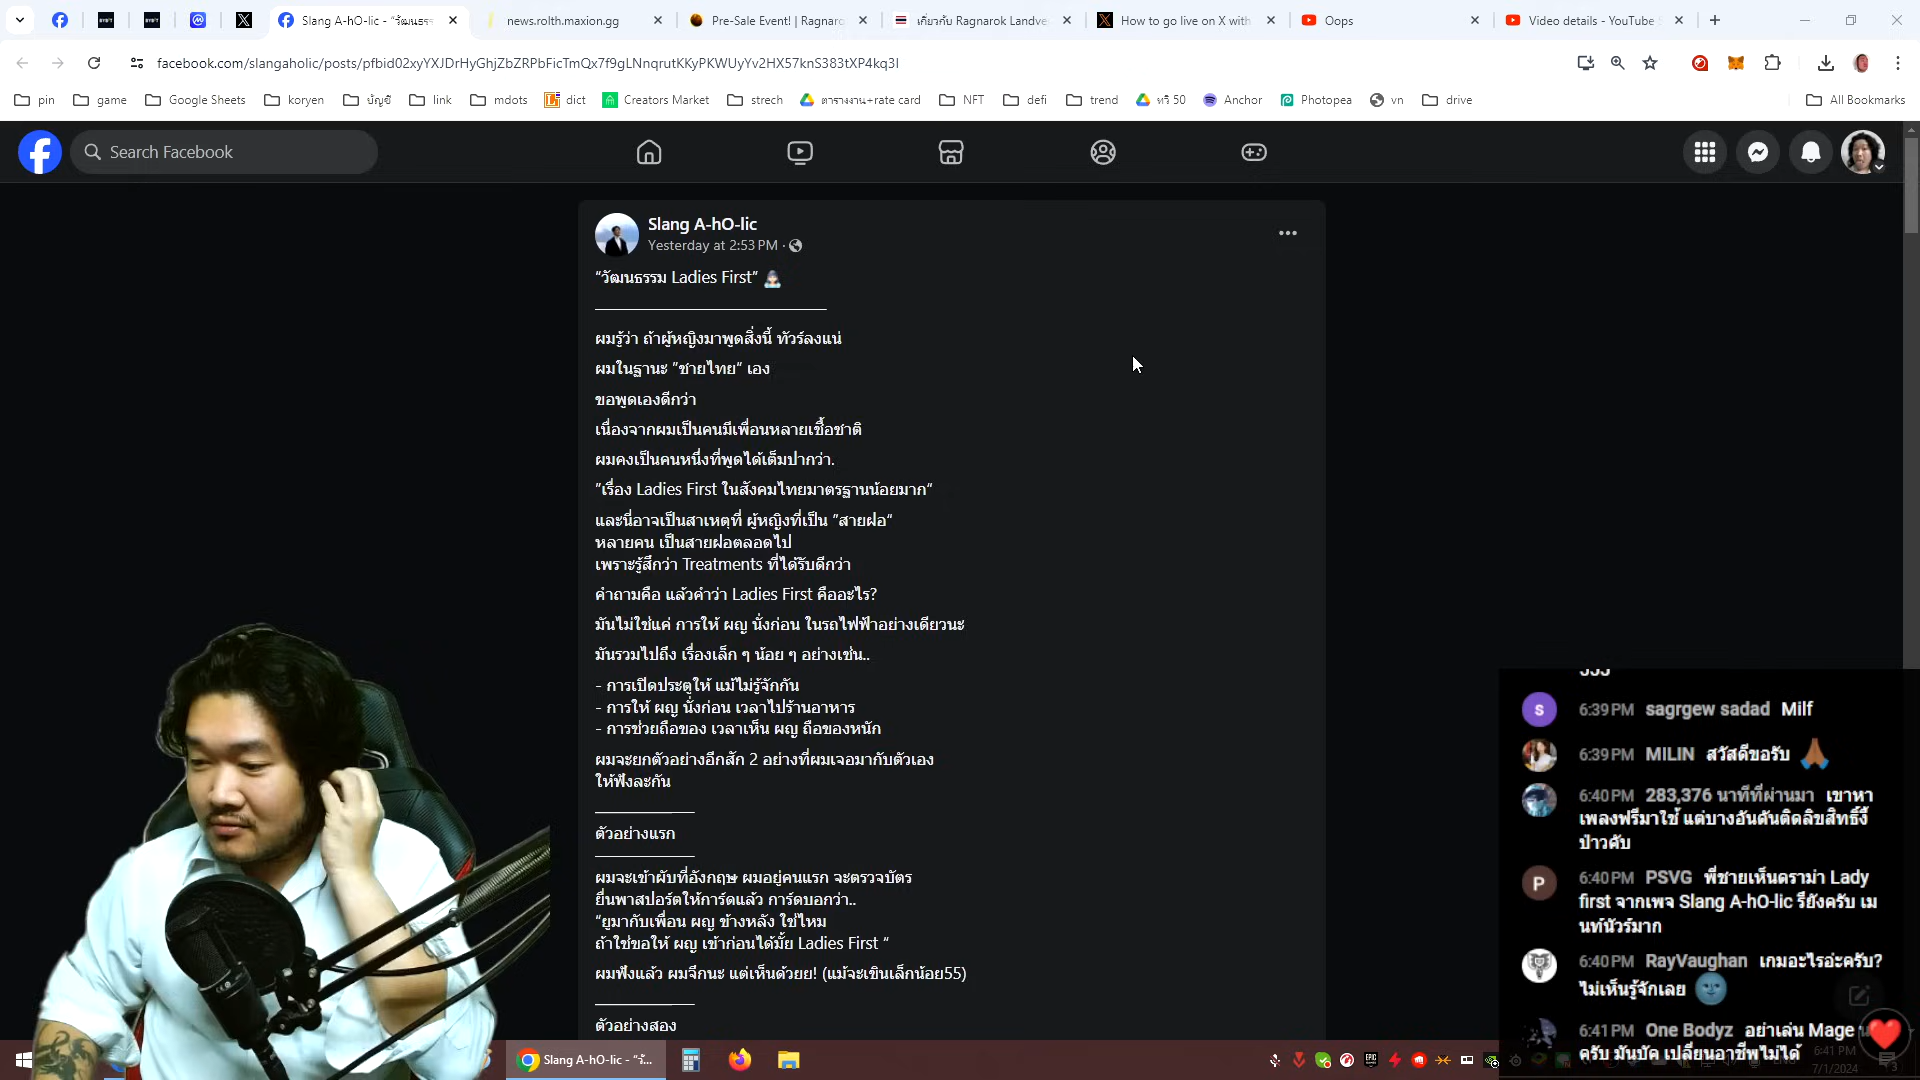 Slang A-hO-lic - "วัฒนธรร
news.rolth.maxion.gg
Pre-Sale Event! | Ragnaro
เกี่ยวกับ Ragnarok Landve
How to go live on X with
Oops
Video details - YouTube
facebook.com/slangaholic/posts/pfbid02xyYXJDrHyGhjZbZRPbFicTmQx7f9gLNnqrutKKyPKWUyYv2HX57knS383tXP4kq3l
pin
game
Google Sheets
koryen
บัญชี
link
mdots
dict
Creators Market
strech
ตารางงาน+rate card
NFT
defi
trend
ทวิ 50
Anchor
Photopea
vn
drive
All Bookmarks
Search Facebook
Slang A-hO-lic
Yesterday at 2:53 PM ·
“วัฒนธรรม Ladies First”
ผมรู้ว่า ถ้าผู้หญิงมาพูดสิ่งนี้ ทัวร์ลงแน่
ผมในฐานะ ”ชายไทย” เอง
ขอพูดเองดีกว่า
เนื่องจากผมเป็นคนมีเพื่อนหลายเชื้อชาติ
ผมคงเป็นคนหนึ่งที่พูดได้เต็มปากว่า.
”เรื่อง Ladies First ในสังคมไทยมาตรฐานน้อยมาก“
และนี่อาจเป็นสาเหตุที่ ผู้หญิงที่เป็น ”สายฝอ“
หลายคน เป็นสายฝอตลอดไป
เพราะรู้สึกว่า Treatments ที่ได้รับดีกว่า
คำถามคือ แล้วคำว่า Ladies First คืออะไร?
มันไม่ใช่แค่ การให้ ผญ นั่งก่อน ในรถไฟฟ้าอย่างเดียวนะ
มันรวมไปถึง เรื่องเล็ก ๆ น้อย ๆ อย่างเช่น..
- การเปิดประตูให้ แม้ไม่รู้จักกัน
- การให้ ผญ นั่งก่อน เวลาไปร้านอาหาร
- การช่วยถือของ เวลาเห็น ผญ ถือของหนัก
ผมจะยกตัวอย่างอีกสัก 2 อย่างที่ผมเจอมากับตัวเอง
ให้ฟังละกัน
ตัวอย่างแรก
ผมจะเข้าผับที่อังกฤษ ผมอยู่คนแรก จะตรวจบัตร
ยื่นพาสปอร์ตให้การ์ดแล้ว การ์ดบอกว่า..
“ยูมากับเพื่อน ผญ ข้างหลัง ใช่ไหม
ถ้าใช่ขอให้ ผญ เข้าก่อนได้มั้ย Ladies First “
ผมฟังแล้ว ผมจึกนะ แต่เห็นด้วยย! (แม้จะเขินเล็กน้อย55)
ตัวอย่างสอง
6:39 PM sagrgew sadad Milf
6:39 PM MILIN สวัสดีขอรับ
6:40 PM 283,376 นาทีที่ผ่านมา เขาหา
เพลงฟรีมาใช้ แต่บางอันดันติดลิขสิทธิ์งี้
ป่าวคับ
6:40 PM PSVG พี่ชายเห็นดราม่า Lady
first จากเพจ Slang A-hO-lic รึยังครับ เม
นท์นัวร์มาก
6:40 PM RayVaughan เกมอะไรอ่ะครับ?
ไม่เห็นรู้จักเลย
6:41 PM One Bodyz อย่าเล่น Mage
ครับ มันบัค เปลี่ยนอาชีพไม่ได้
Slang A-hO-lic - “วั...
6:41 PM
7/1/2024